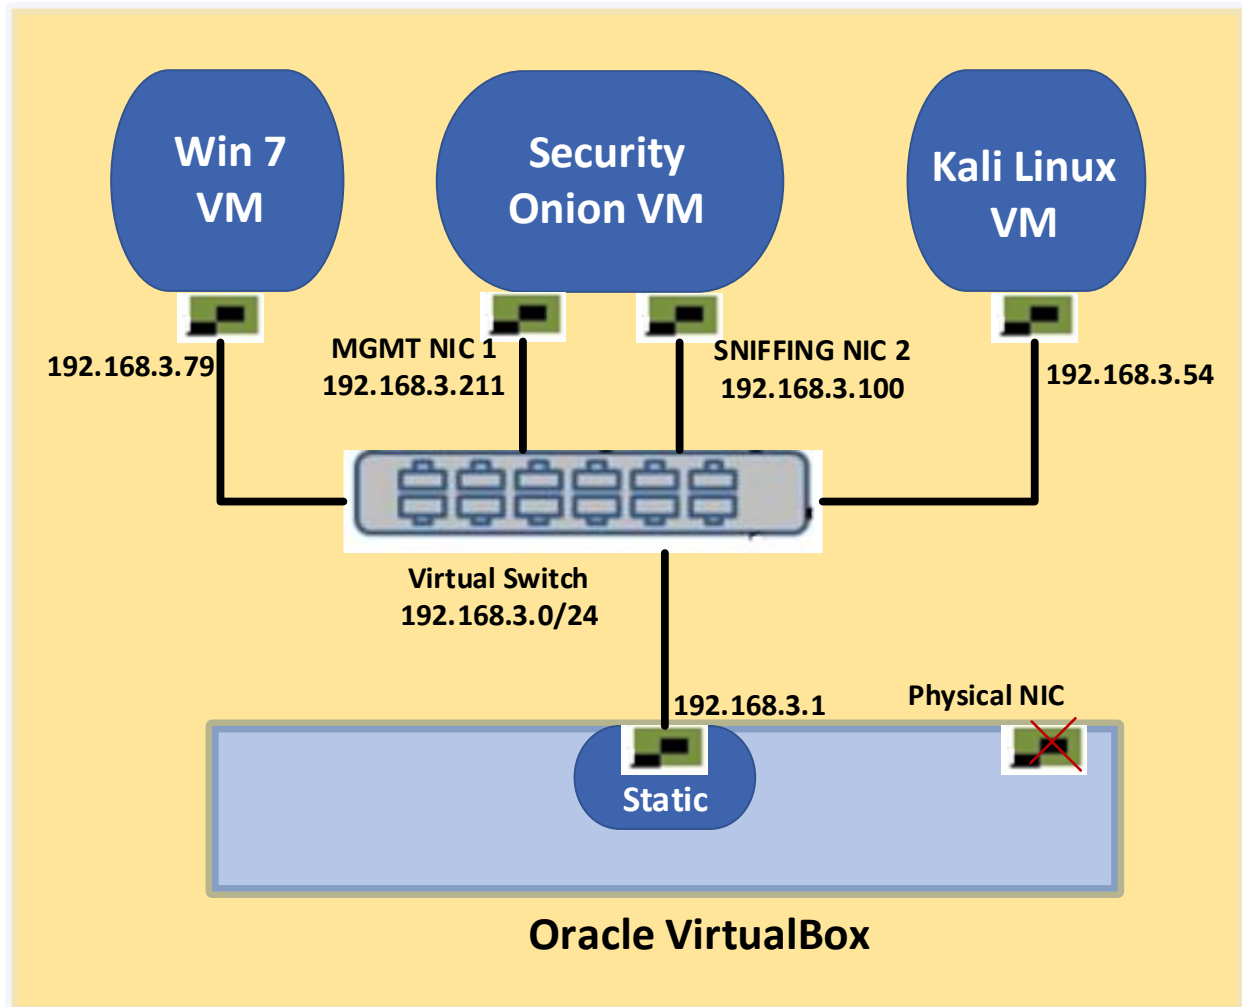 Win 7
VM
Security
Onion VM
Kali Linux
VM
192.168.3.79
MGMT NIC 1
192.168.3.211
SNIFFING NIC 2
192.168.3.100
192.168.3.54
Virtual Switch
192.168.3.0/24
192.168.3.1
Physical NIC
Static
Oracle VirtualBox